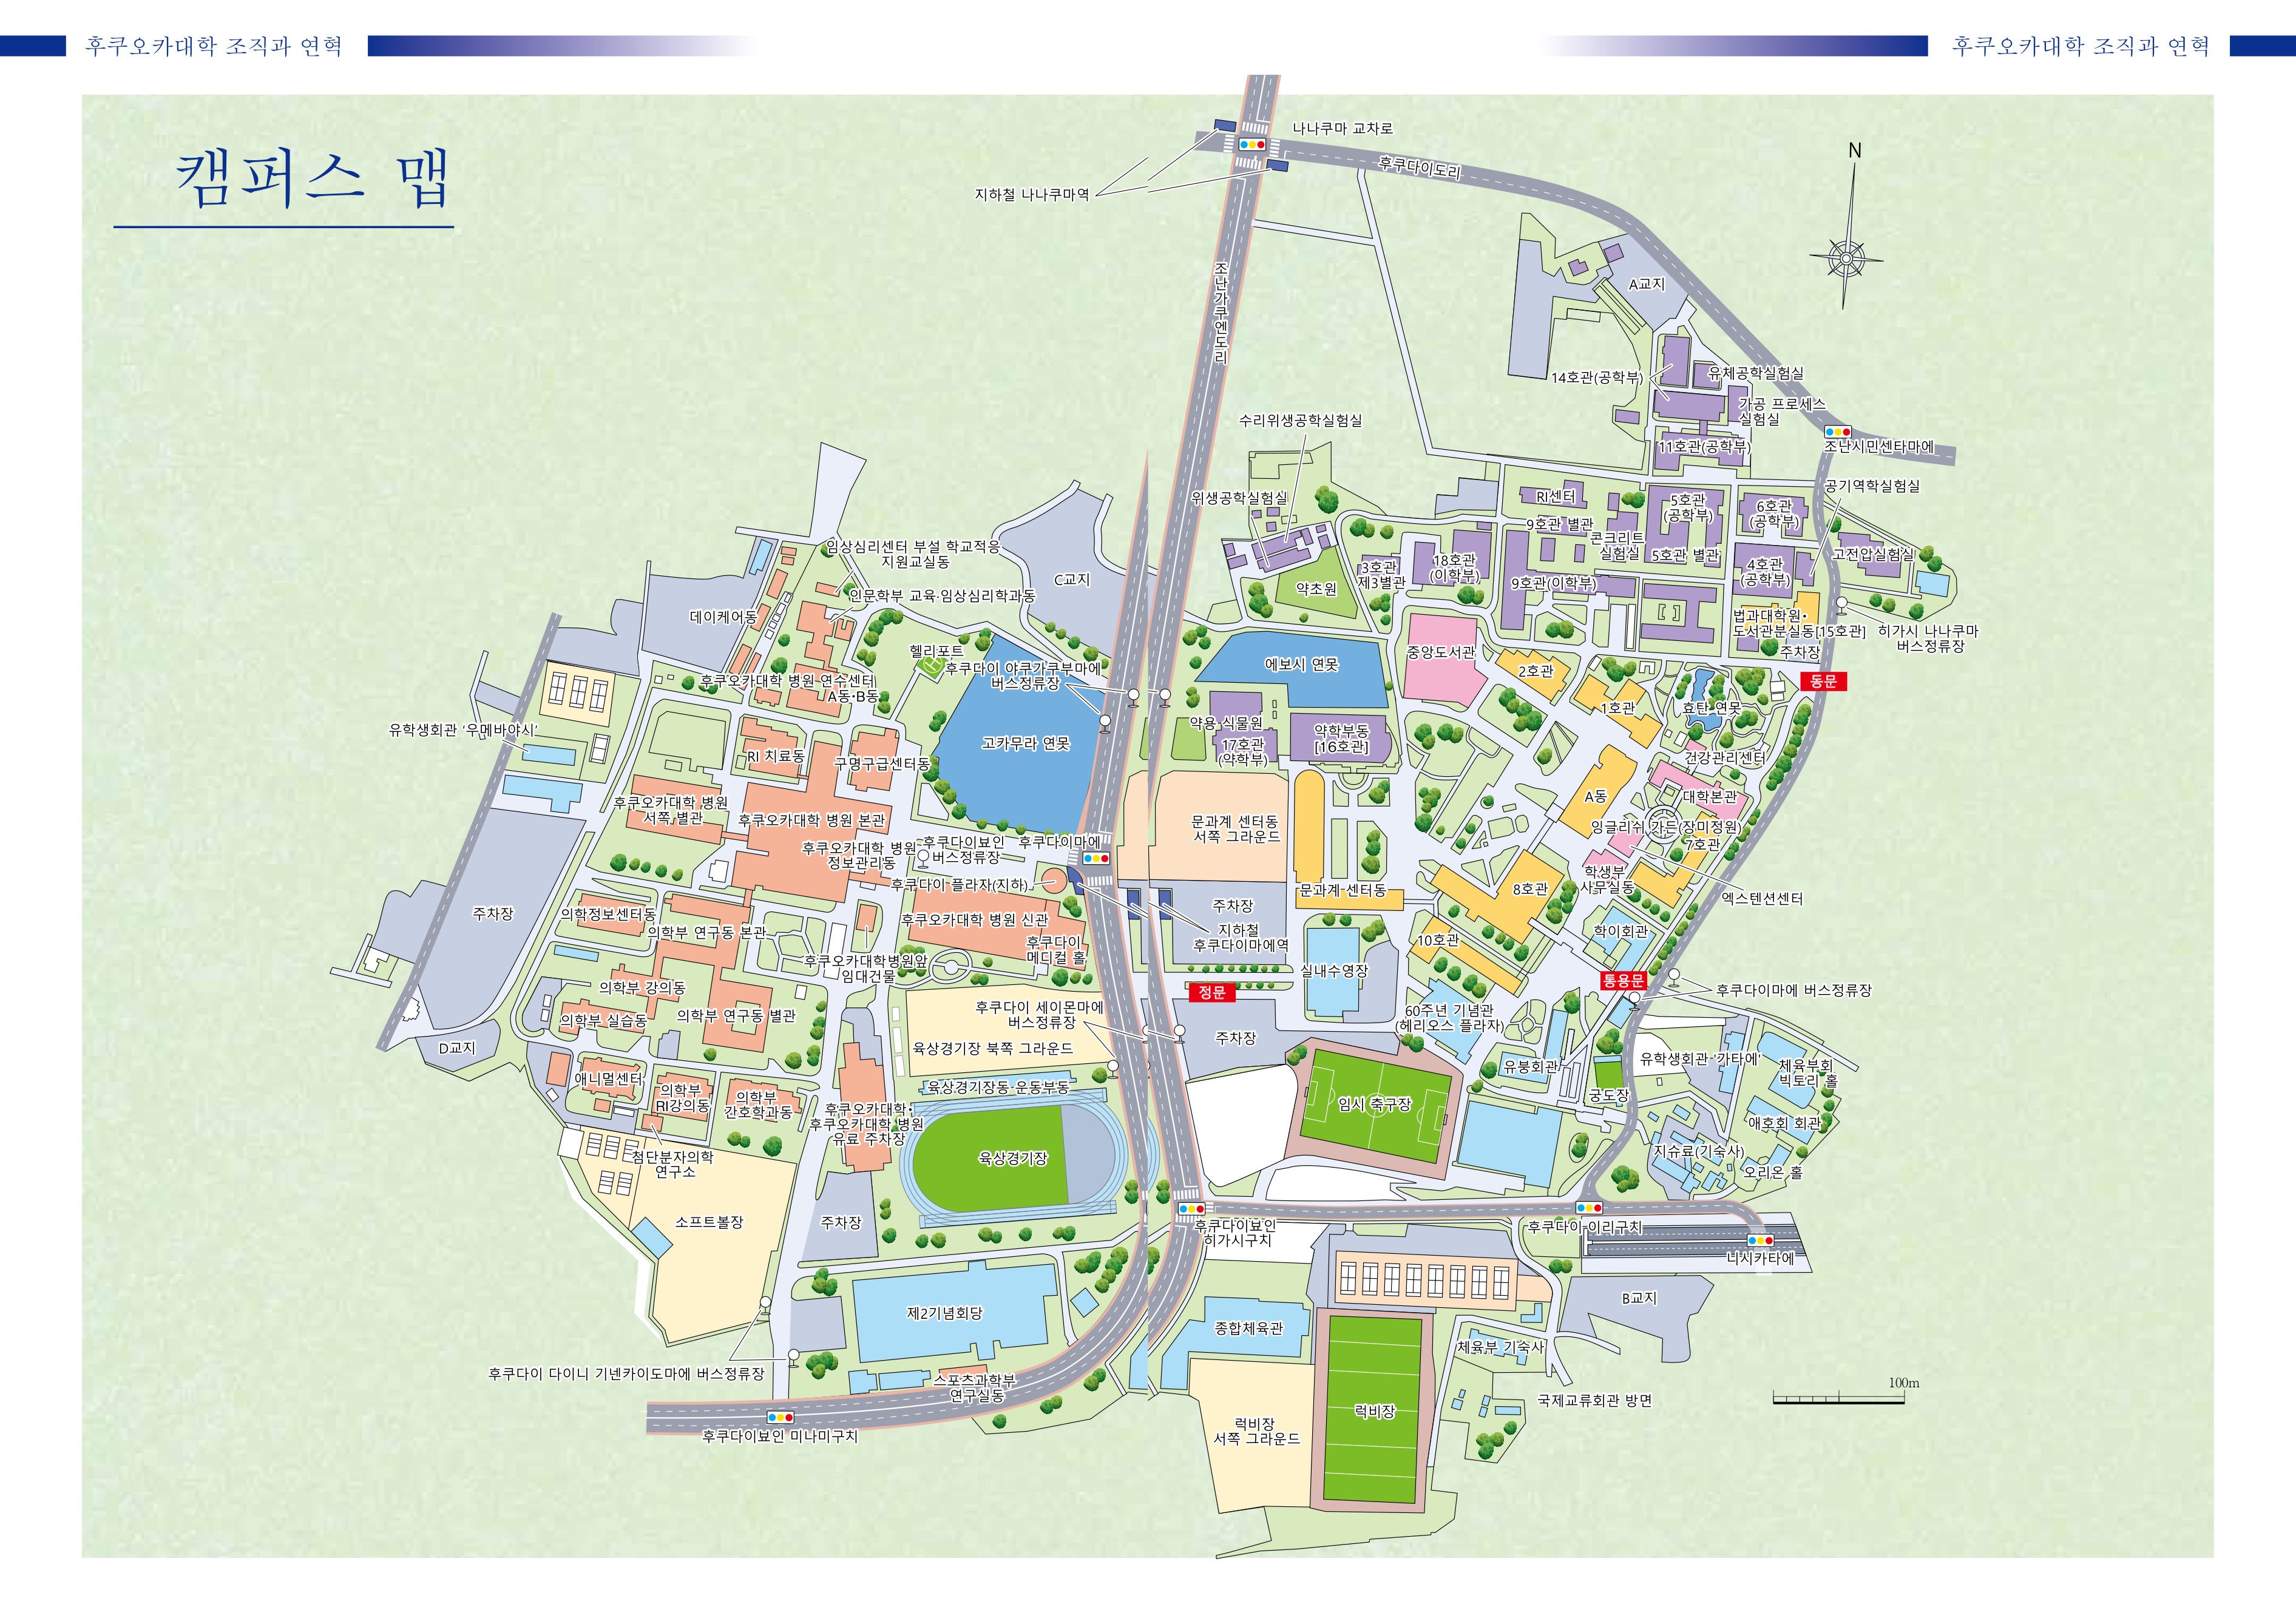 후쿠오카대학 조직과 연혁
후쿠오카대학 조직과 연혁
캠퍼스 맵
나나쿠마 교차로
후쿠다이도리
지하철 나나쿠마역
N
조난가쿠엔도리
A교지
14호관(공학부)
유체공학실험실
가공 프로세스
실험실
11호관(공학부)
조난시민센타마에
수리위생공학실험실
위생공학실험실
RI센터
9호관 별관
콘크리트
실험실
5호관
(공학부)
5호관 별관
6호관
(공학부)
공기역학실험실
고전압실험실
4호관
(공학부)
3호관
제3별관
18호관
(이학부)
9호관(이학부)
약초원
법과대학원·
도서관분실동[15호관]
히가시 나나쿠마
버스정류장
주차장
동문
임상심리센터 부설 학교적응
지원교실동
인문학부 교육·임상심리학과동
C교지
데이케어동
헬리포트
후쿠다이 야쿠가쿠부마에
버스정류장
후쿠오카대학 병원 연수센터
A동·B동
에보시 연못
중앙도서관
2호관
1호관
효탄 연못
유학생회관 ‘우메바야시’
고카무라 연못
약용 식물원
17호관
(약학부)
약학부동
[16호관]
건강관리센터
RI 치료동
구명구급센터동
A동
대학본관
후쿠오카대학 병원
서쪽 별관
후쿠오카대학 병원 본관
문과계 센터동
서쪽 그라운드
잉글리쉬 가든(장미정원)
7호관
후쿠오카대학 병원
정보관리동
후쿠다이뵤인
버스정류장
후쿠다이마에
후쿠다이 플라자(지하)
문과계 센터동
8호관
학생부
사무실동
엑스텐션센터
주차장
의학정보센터동
의학부 연구동 본관
후쿠오카대학 병원 신관
주차장
지하철
후쿠다이마에역
10호관
학이회관
후쿠다이
메디컬 홀
후쿠오카대학병원앞
임대건물
실내수영장
통용문
정문
의학부 강의동
후쿠다이마에 버스정류장
후쿠다이 세이몬마에
버스정류장
60주년 기념관
(헤리오스 플라자)
의학부 실습동
의학부 연구동 별관
주차장
D교지
육상경기장 북쪽 그라운드
유붕회관
유학생회관 ‘카타에’
체육부회
빅토리 홀
애니멀센터
육상경기장동·운동부동
궁도장
의학부
RI강의동
의학부
간호학과동
후쿠오카대학·
후쿠오카대학 병원
유료 주차장
임시 축구장
애호회 회관
첨단분자의학
연구소
육상경기장
지슈료(기숙사)
오리온 홀
소프트볼장
주차장
후쿠다이뵤인
히가시구치
후쿠다이 이리구치
니시카타에
B교지
제2기념회당
종합체육관
체육부 기숙사
후쿠다이 다이니 기넨카이도마에 버스정류장
스포츠과학부
연구실동
국제교류회관 방면
100m
럭비장
서쪽 그라운드
럭비장
후쿠다이뵤인 미나미구치